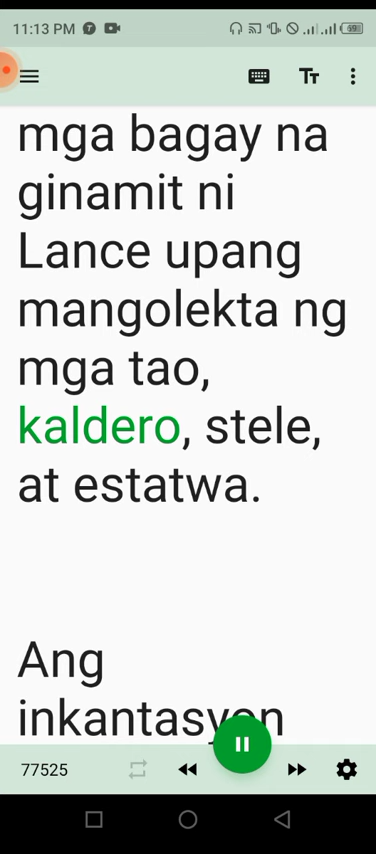 11:13 PM
49
mga bagay na
ginamit ni
Lance upang
mangolekta ng
mga tao,
kaldero, stele,
at estatwa.
Ang
inkantasyon
77525